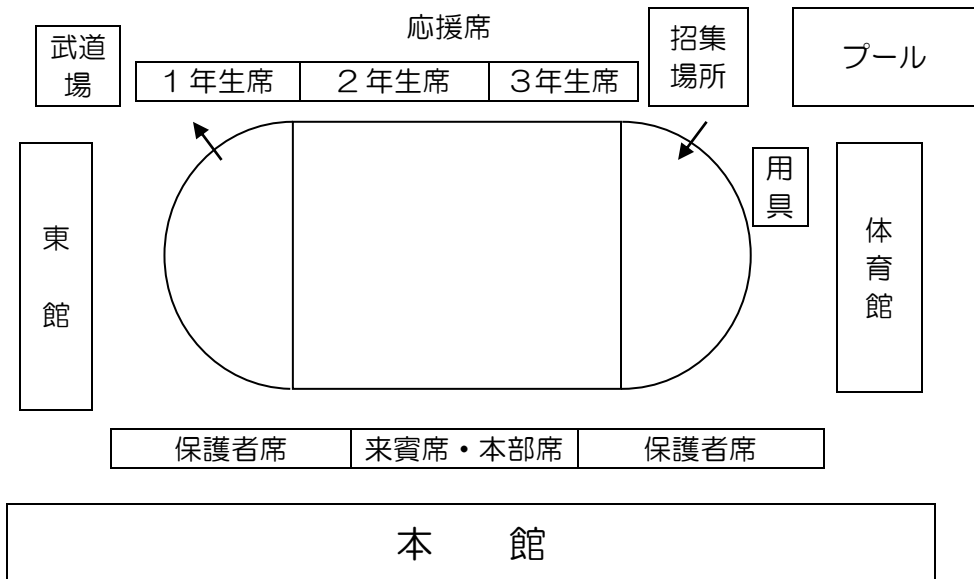 応援席
武道
場
1年生席
2年生席
3年生席
招集
場所
プール
用
具
東
館
体
育
館
保護者席
来賓席・本部席
保護者席
本 館